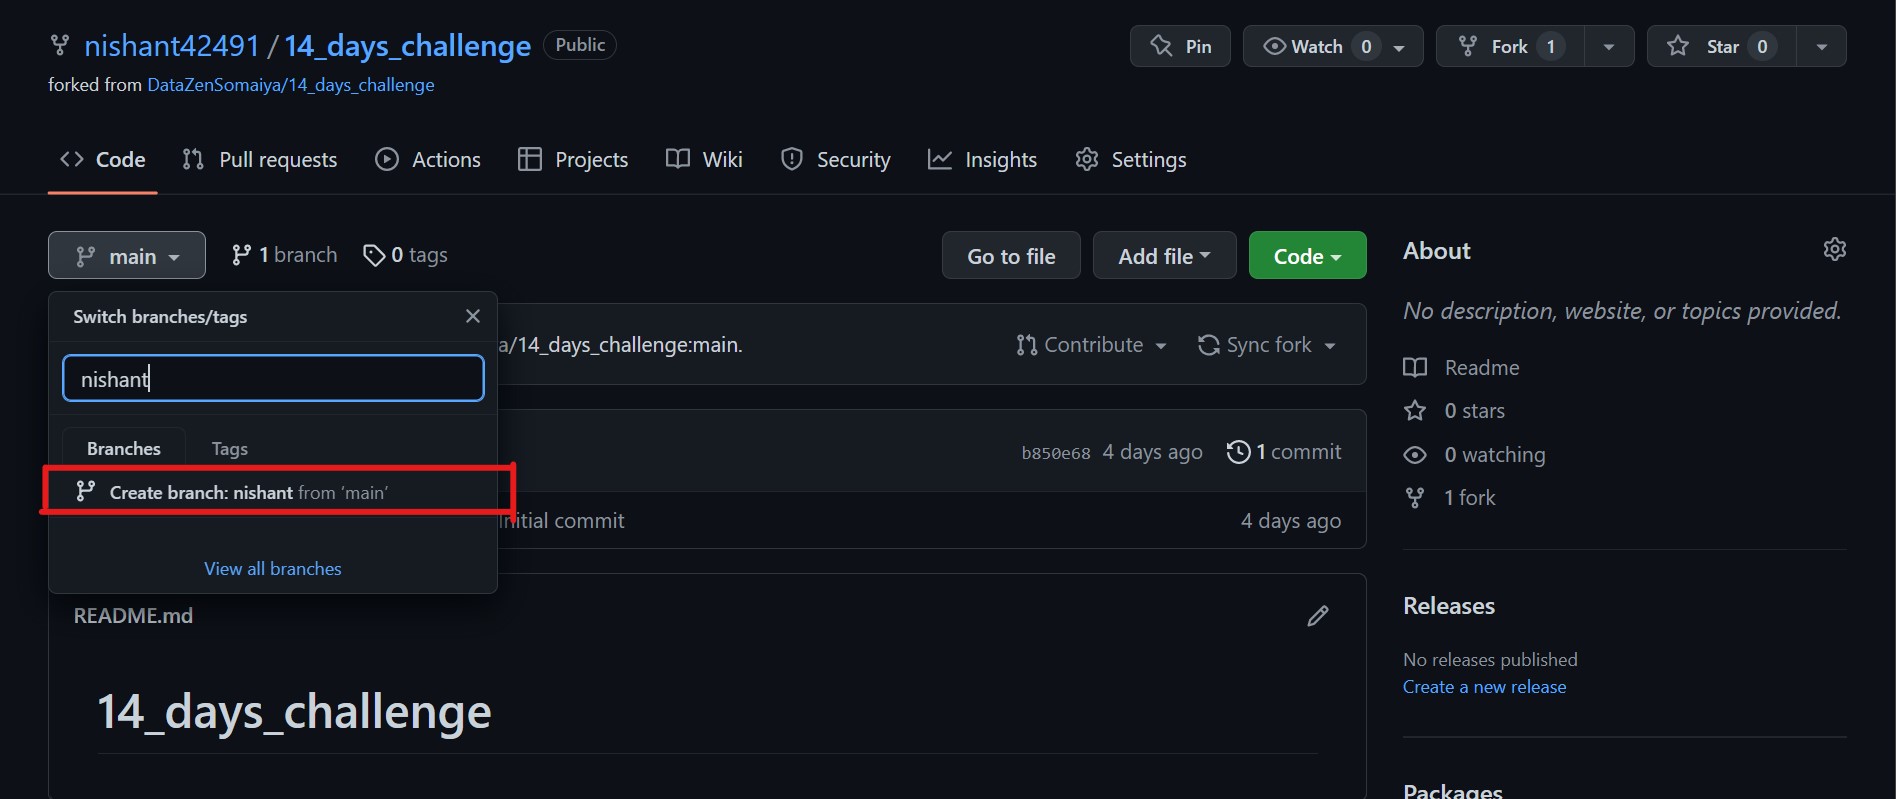 nishant42491 / 14_days_challenge Public
Pin
Watch 0
Fork 1
Star 0
forked from DataZenSomaiya/14_days_challenge
Code
Pull requests
Actions
Projects
Wiki
Security
Insights
Settings
main
1 branch
0 tags
Go to file
Add file
Code
Switch branches/tags
nishant
Branches
Tags
Create branch: nishant from ‘main’
View all branches
a/14_days_challenge:main.
Contribute
Sync fork
b850e68 4 days ago
1 commit
Initial commit
4 days ago
README.md
14_days_challenge
About
No description, website, or topics provided.
Readme
0 stars
0 watching
1 fork
Releases
No releases published
Create a new release
Packages